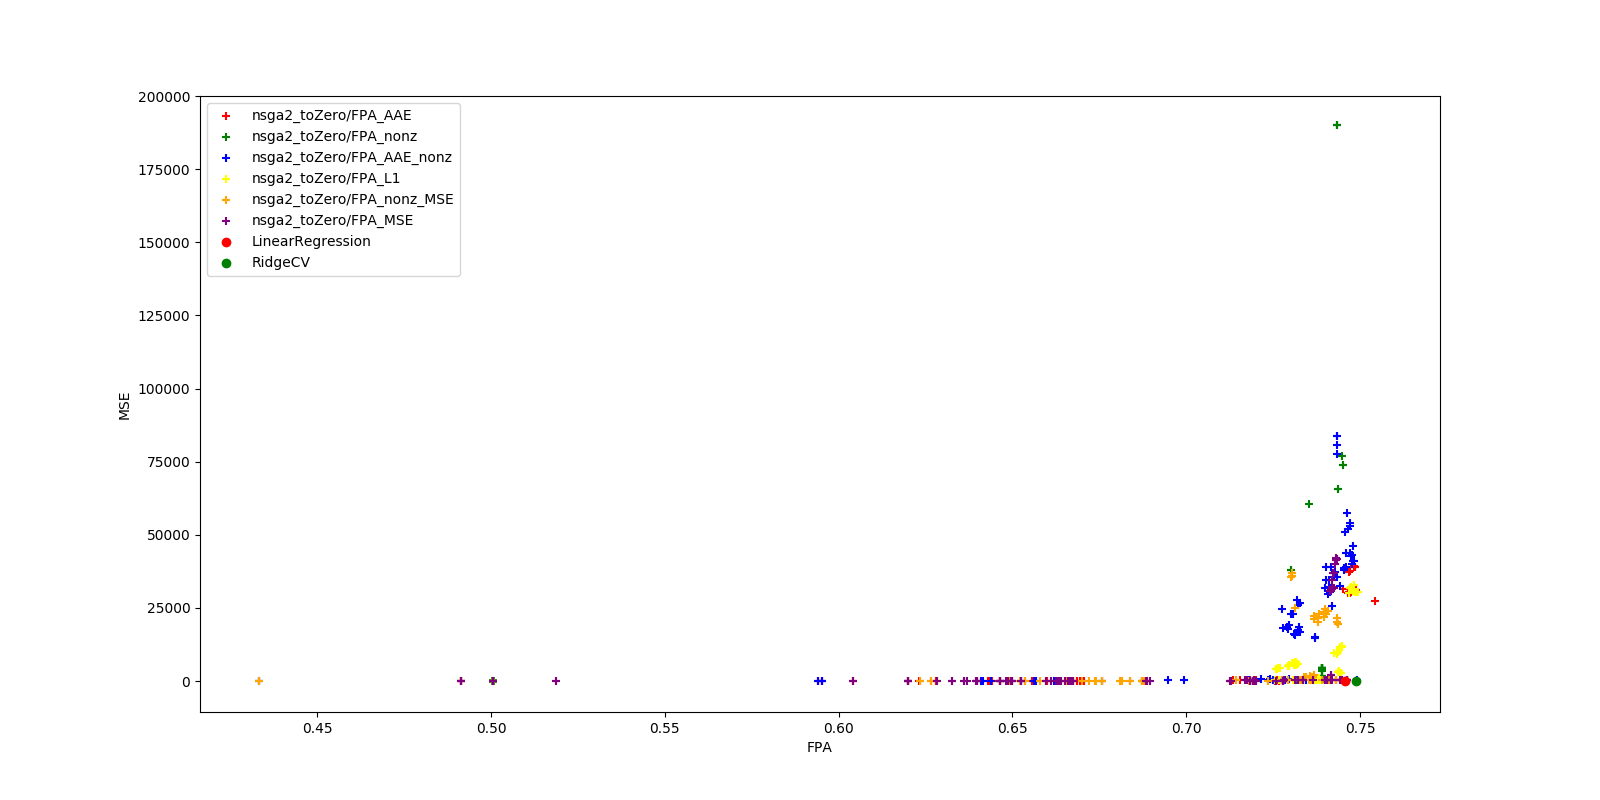 200000
175000
150000
125000
100000
75000
50000
25000
0
MSE
nsga2_toZero/FPA_AAE
nsga2_toZero/FPA_nonz
nsga2_toZero/FPA_AAE_nonz
nsga2_toZero/FPA_L1
nsga2_toZero/FPA_nonz_MSE
nsga2_toZero/FPA_MSE
LinearRegression
RidgeCV
0.45 0.50 0.55 0.60 0.65 0.70 0.75
FPA